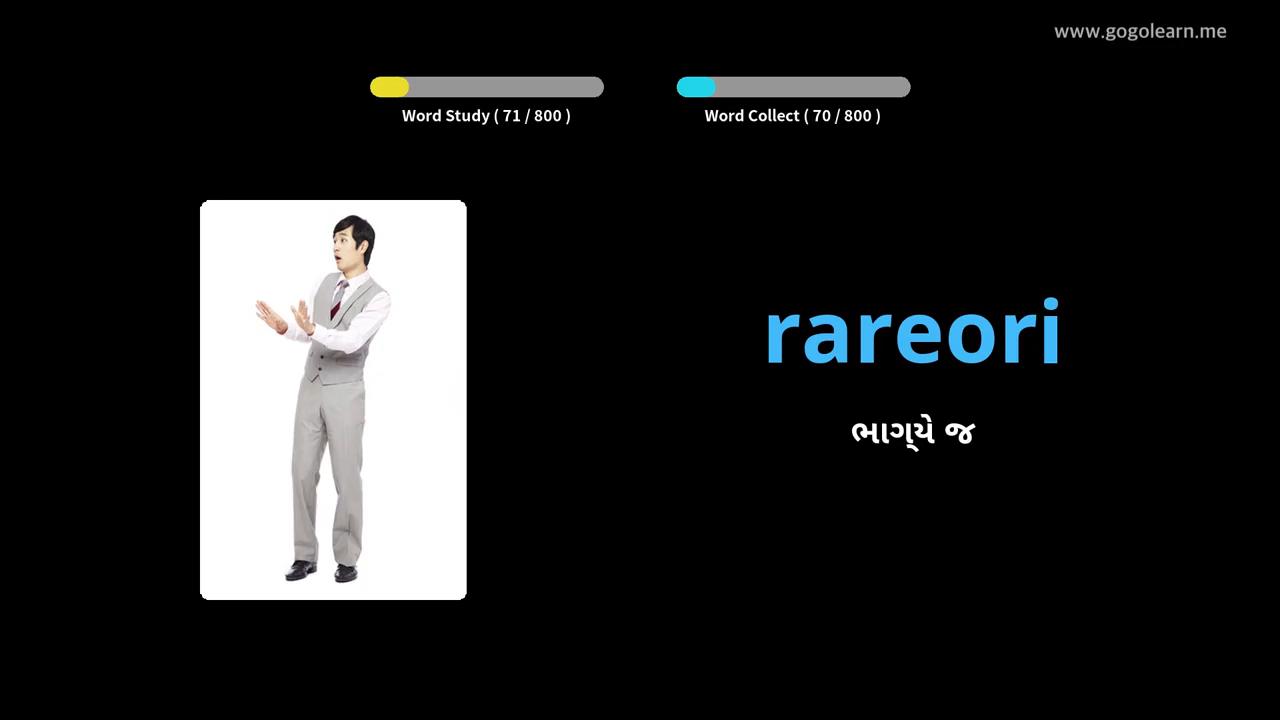 www.gogolearn.me
Word Study ( 71 / 800 )
Word Collect ( 70 / 800 )
rareori
ભાગ્યે જ